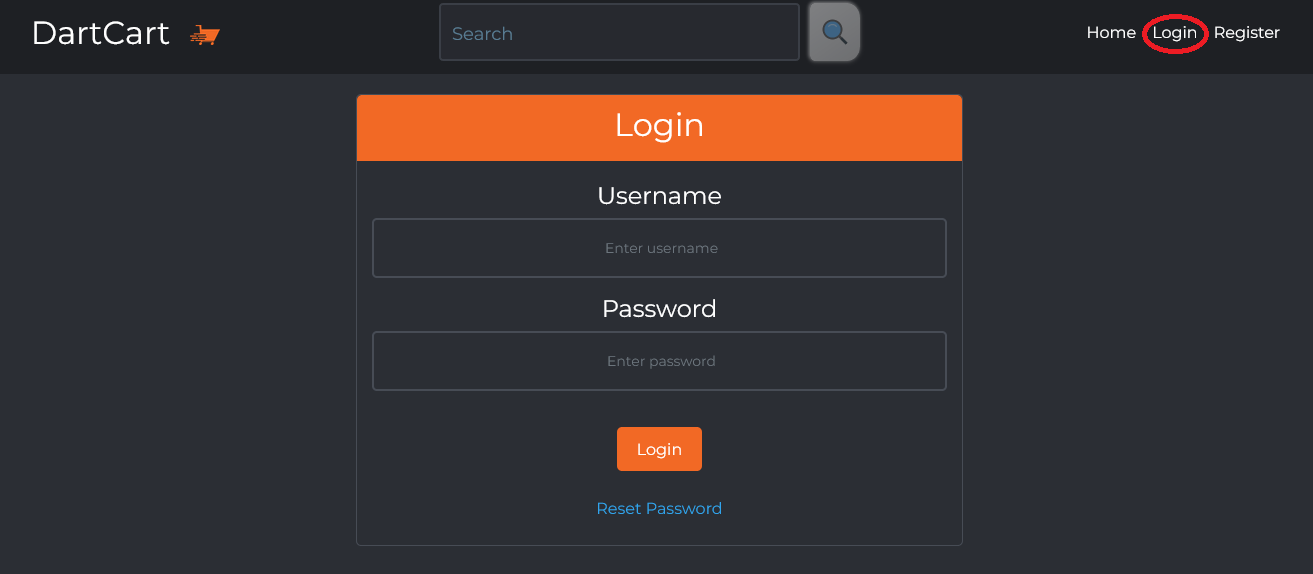 DartCart
Search
Home Login Register
Login
Username
Enter username
Password
Enter password
Login
Reset Password